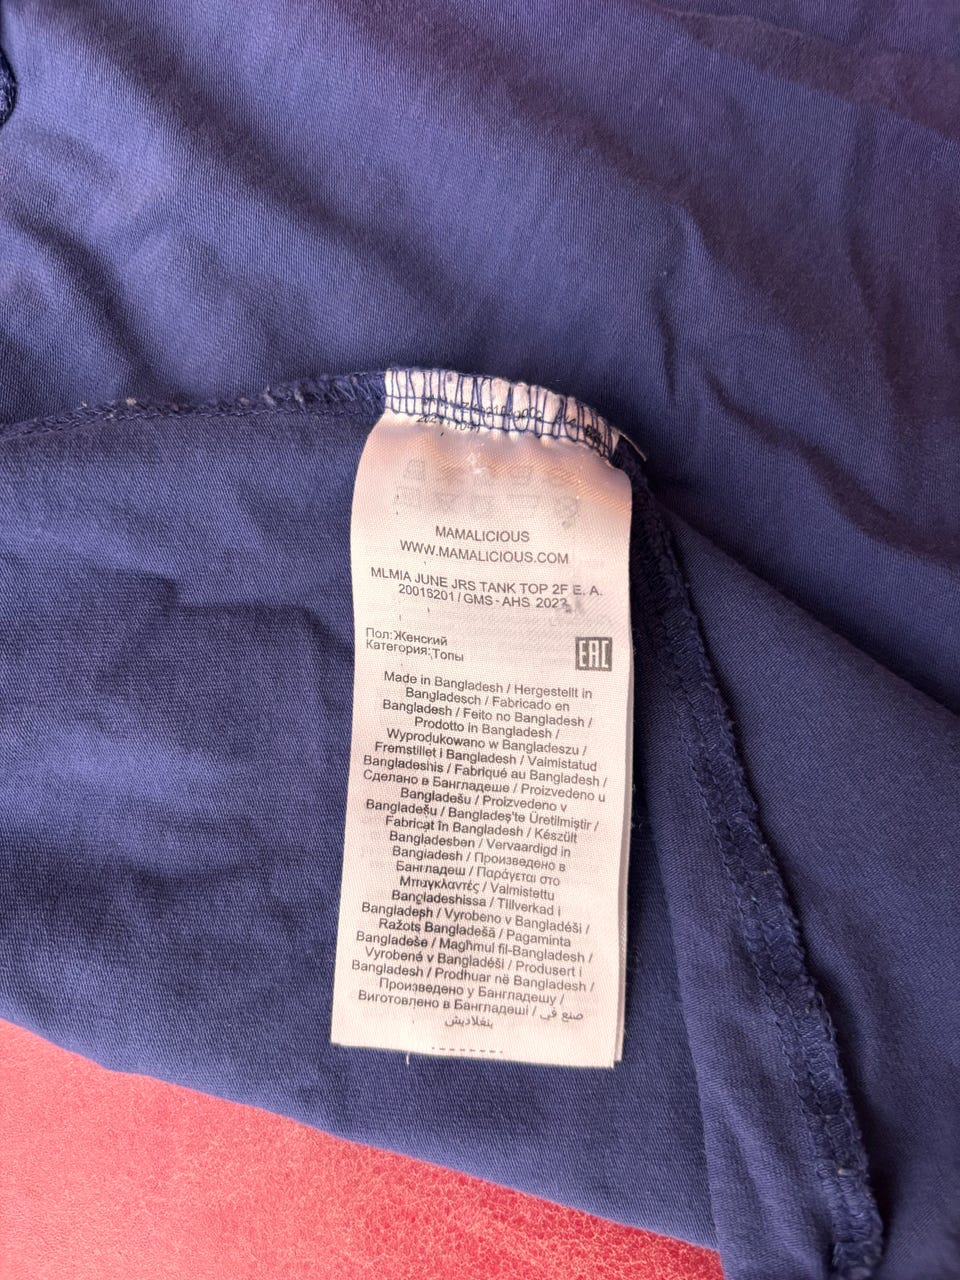 MAMALICIOUS
WWW.MAMALICIOUS.COM
MLMIA JUNE JRS TANK TOP 2F E. A.
20016201 / GMS - AHS 2022
Пол:Женский
Категория:Топы
EAC
Made in Bangladesh / Hergestellt in
Bangladesch / Fabricado en
Bangladesh / Feito no Bangladesh /
Prodotto in Bangladesh /
Wyprodukowano w Bangladeszu /
Fremstillet i Bangladesh / Valmistatud
Bangladeshis / Fabriqué au Bangladesh /
Сделано в Бангладеше / Proizvedeno u
Bangladešu / Proizvedeno v
Bangladešu / Bangladeş'te Üretilmiştir /
Fabricat în Bangladesh / Készült
Bangladesben / Vervaardigd in
Bangladesh / Произведено в
Бангладеш / Παράγεται στο
Μπαγκλαντές / Valmistettu
Bangladeshissa / Tillverkad i
Bangladesh / Vyrobeno v Bangladéši /
Ražots Bangladešā / Pagaminta
Bangladeše / Magħmul fil-Bangladesh /
Vyrobené v Bangladéši / Produsert i
Bangladesh / Prodhuar në Bangladesh /
Произведено у Бангладешу /
Виготовлено в Бангладеші / صنع في
بنغلاديش